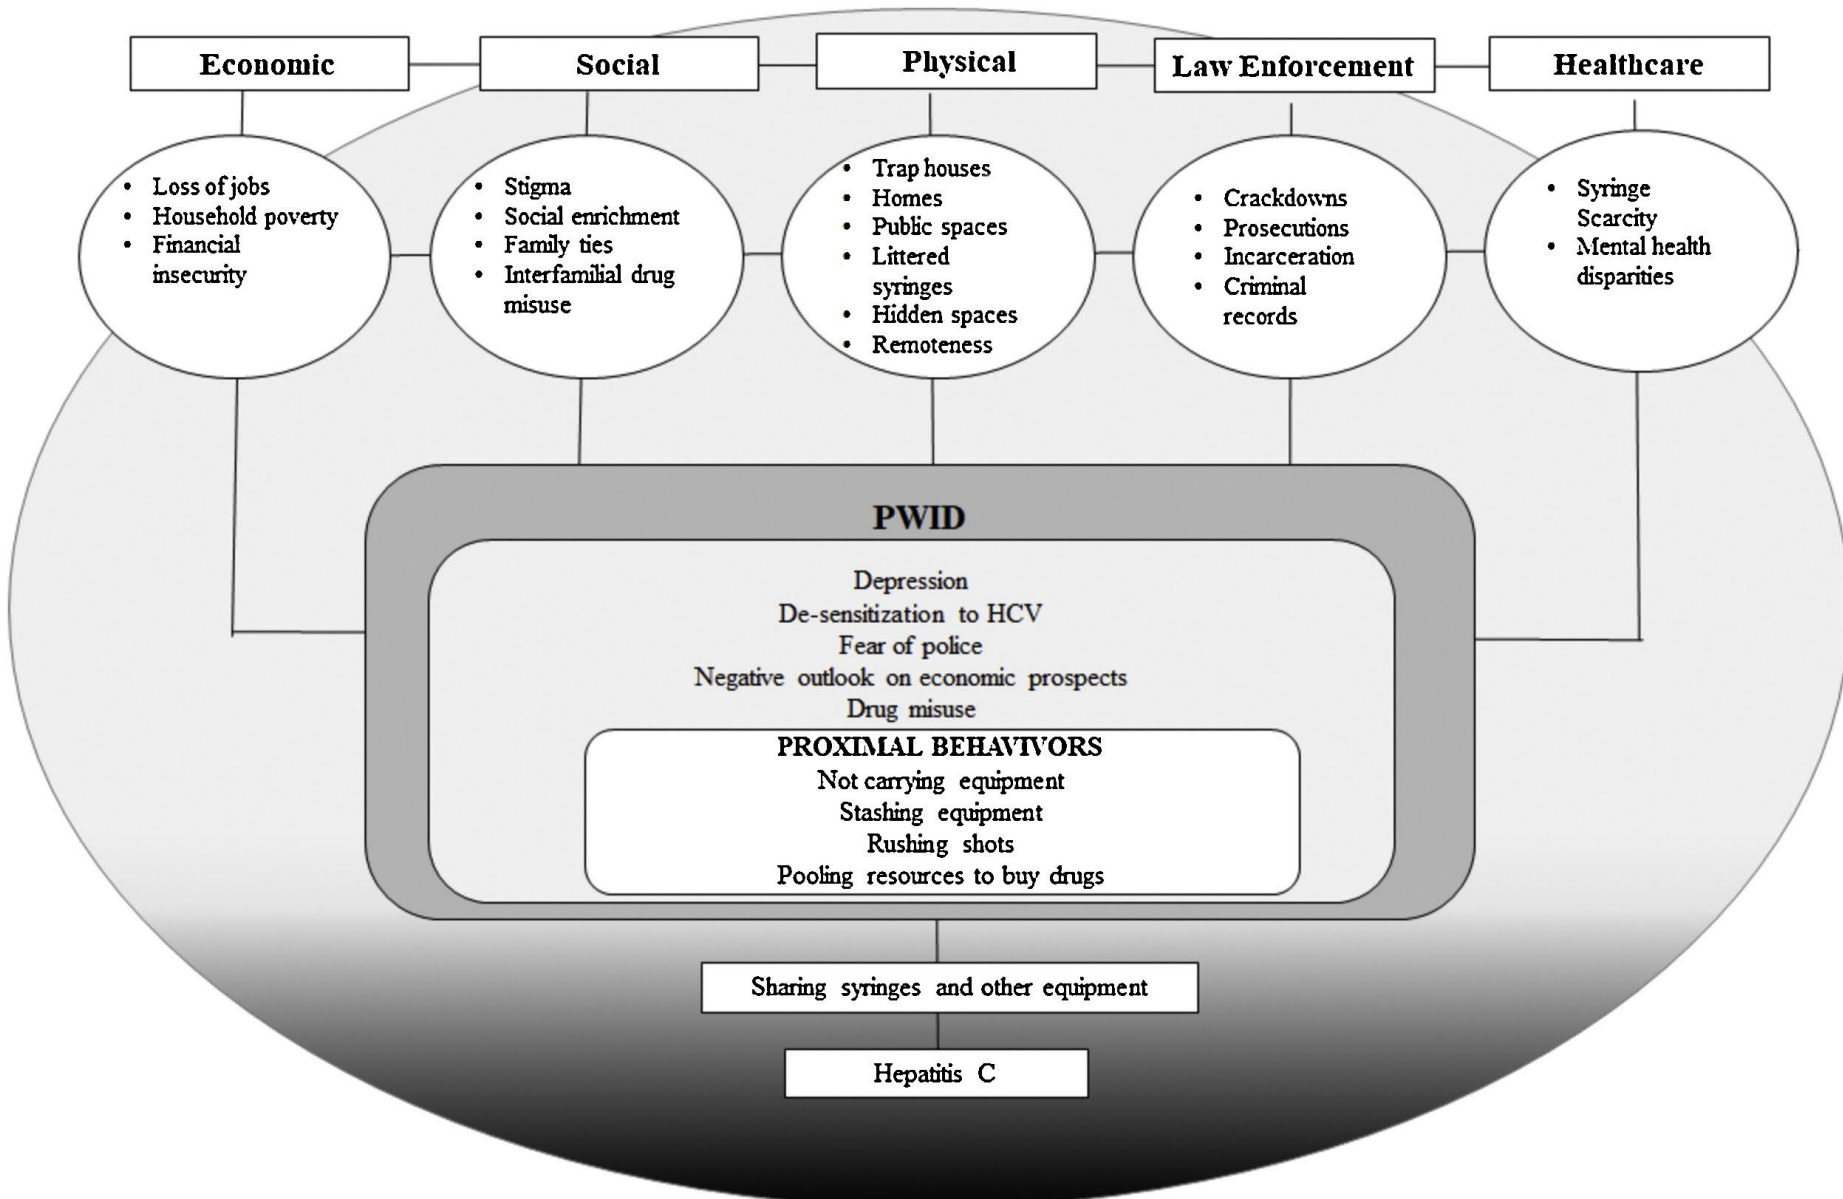 Economic
Social
Physical
Law Enforcement
Healthcare
• Loss of jobs
• Household poverty
• Financial
insecurity
• Stigma
• Social enrichment
• Family ties
• Interfamilial drug
misuse
• Trap houses
• Homes
• Public spaces
• Littered
syringes
• Hidden spaces
• Remoteness
• Crackdowns
• Prosecutions
• Incarceration
• Criminal
records
• Syringe
Scarcity
• Mental health
disparities
PWID
Depression
De-sensitization to HCV
Fear of police
Negative outlook on economic prospects
Drug misuse
PROXIMAL BEHAVIVORS
Not carrying equipment
Stashing equipment
Rushing shots
Pooling resources to buy drugs
Sharing syringes and other equipment
Hepatitis C